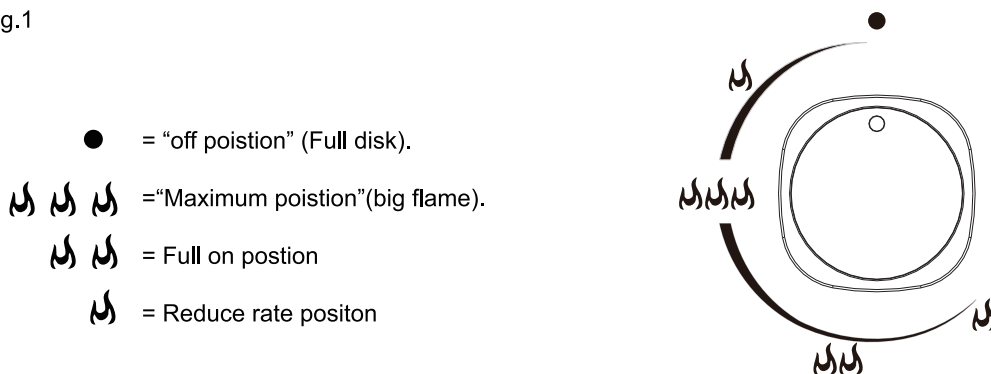 g.1
= “off poistion” (Full disk).
=“Maximum poistion”(big flame).
= Full on postion
= Reduce rate positon